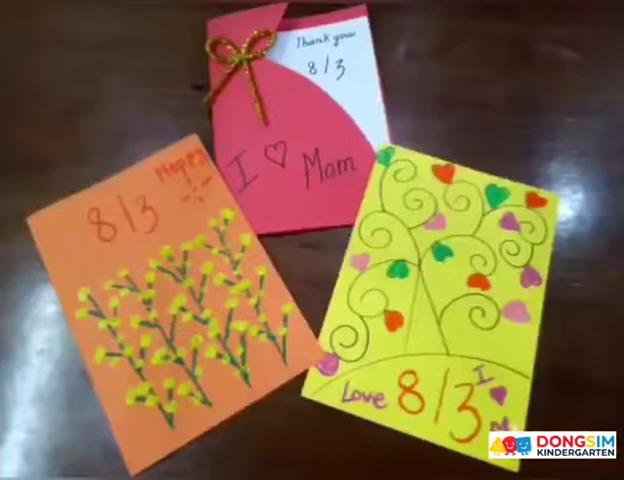 Thank you
8/3
I ♡ Mom
Happy
8/3
Love 8/3 I
DONGSIM
KINDERGARTEN